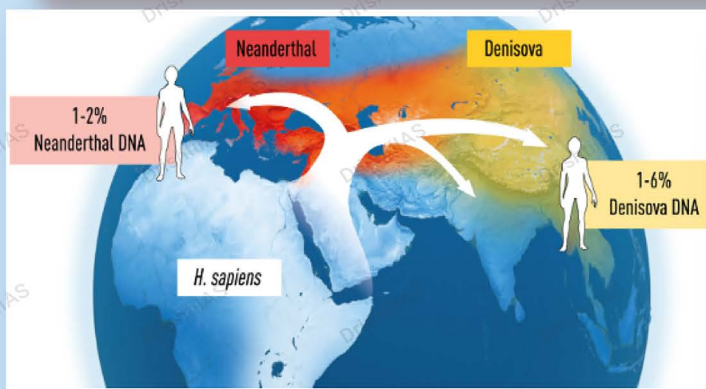 Neanderthal
Denisova
1-2%
Neanderthal DNA
1-6%
Denisova DNA
H. sapiens